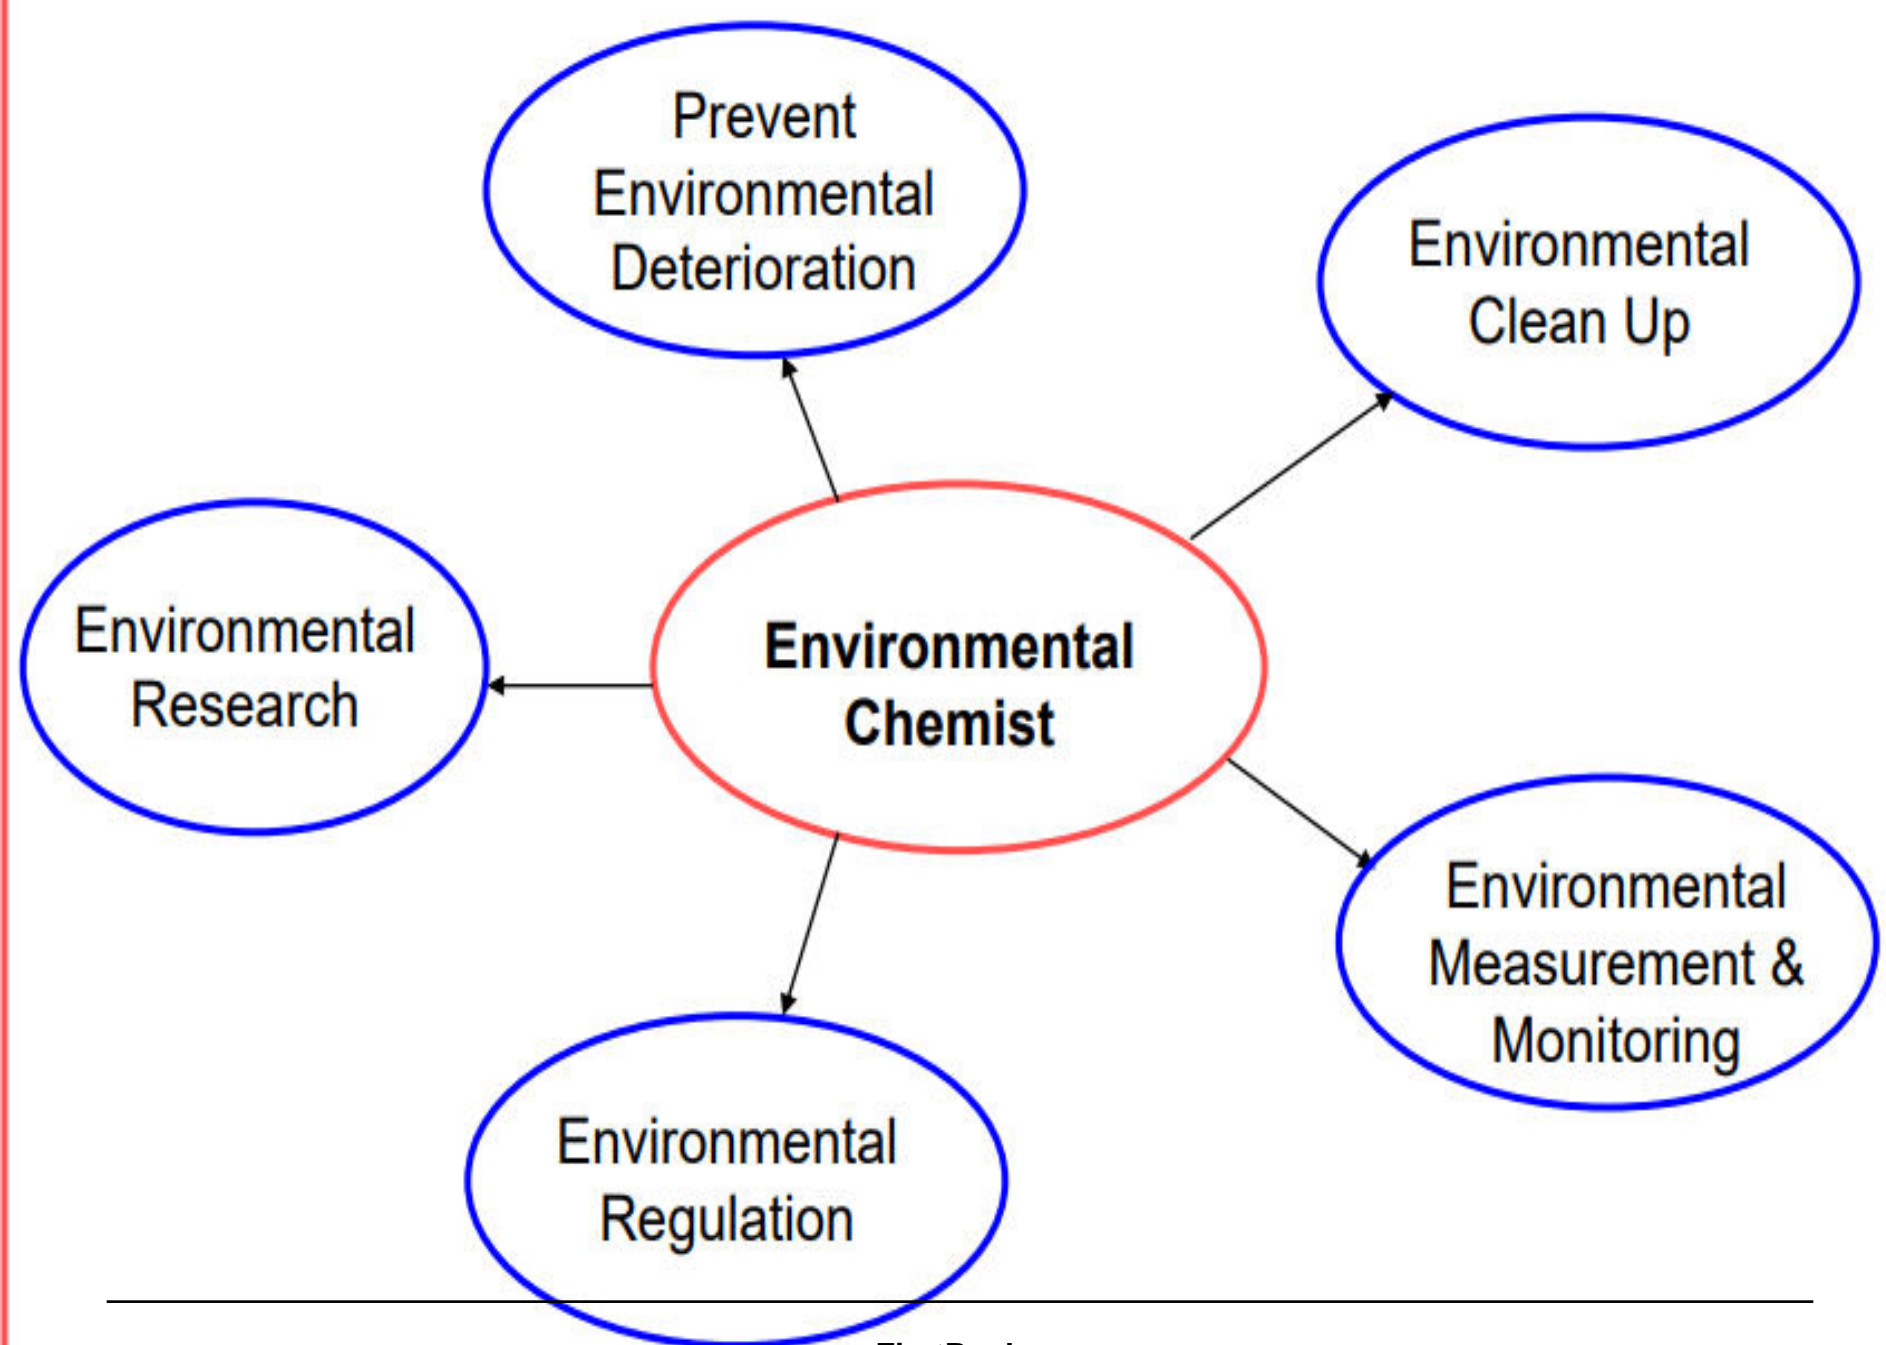 Prevent
Environmental
Deterioration
Environmental
Clean Up
Environmental
Research
Environmental
Chemist
Environmental
Measurement &
Monitoring
Environmental
Regulation